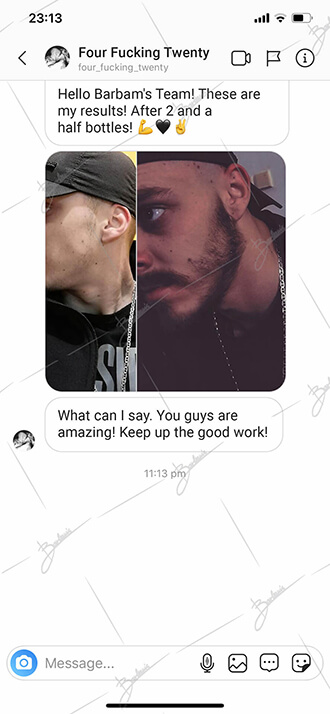 23:13
Four Fucking Twenty
four_fucking_twenty
Hello Barbam's Team! These are
my results! After 2 and a
half bottles! 💪🖤✌️
What can I say. You guys are
amazing! Keep up the good work!
11:13 pm
Message...